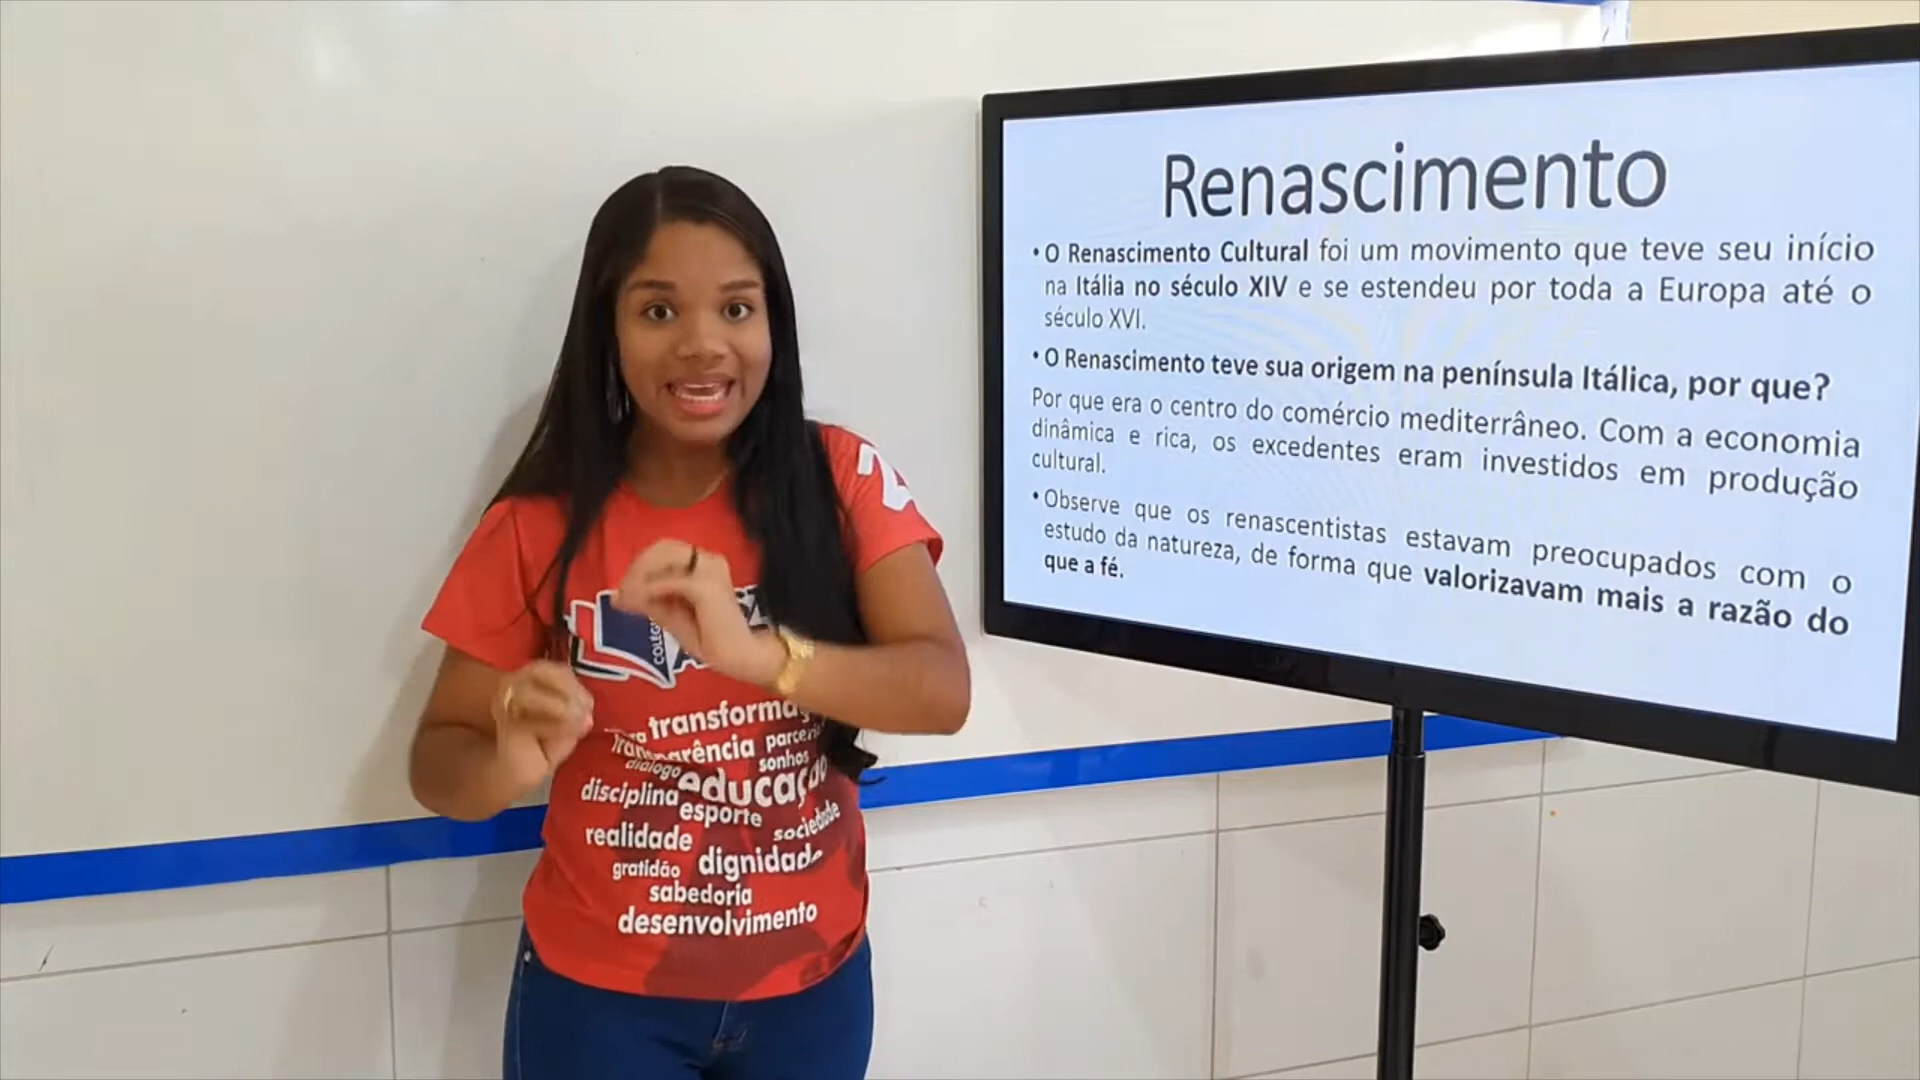 Renascimento
• O Renascimento Cultural foi um movimento que teve seu início
na Itália no século XIV e se estendeu por toda a Europa até o
século XVI.
• O Renascimento teve sua origem na península Itálica, por que?
Por que era o centro do comércio mediterrâneo. Com a economia
dinâmica e rica, os excedentes eram investidos em produção
cultural.
• Observe que os renascentistas estavam preocupados com o
estudo da natureza, de forma que valorizavam mais a razão do
que a fé.
2
transforma
parência parceria
diálogo sonhos
educação
disciplina
esporte
realidade sociedade
gratidão dignidade
sabedoria
desenvolvimento